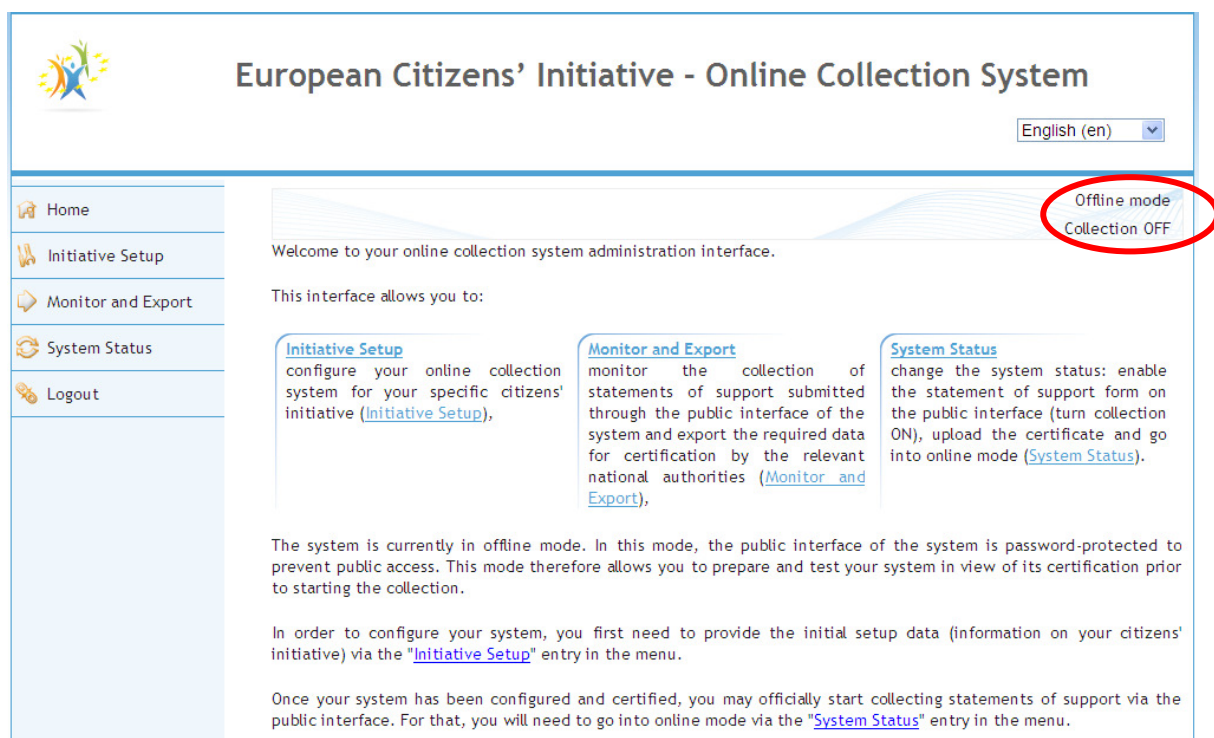 European Citizens’ Initiative - Online Collection System
English (en)
Home
Initiative Setup
Monitor and Export
System Status
Logout
Offline mode
Collection OFF
Welcome to your online collection system administration interface.
This interface allows you to:
Initiative Setup
configure your online collection
system for your specific citizens'
initiative (Initiative Setup),
Monitor and Export
monitor the collection of
statements of support submitted
through the public interface of the
system and export the required data
for certification by the relevant
national authorities (Monitor and
Export),
System Status
change the system status: enable
the statement of support form on
the public interface (turn collection
ON), upload the certificate and go
into online mode (System Status).
The system is currently in offline mode. In this mode, the public interface of the system is password-protected to
prevent public access. This mode therefore allows you to prepare and test your system in view of its certification prior
to starting the collection.
In order to configure your system, you first need to provide the initial setup data (information on your citizens'
initiative) via the "Initiative Setup" entry in the menu.
Once your system has been configured and certified, you may officially start collecting statements of support via the
public interface. For that, you will need to go into online mode via the "System Status" entry in the menu.